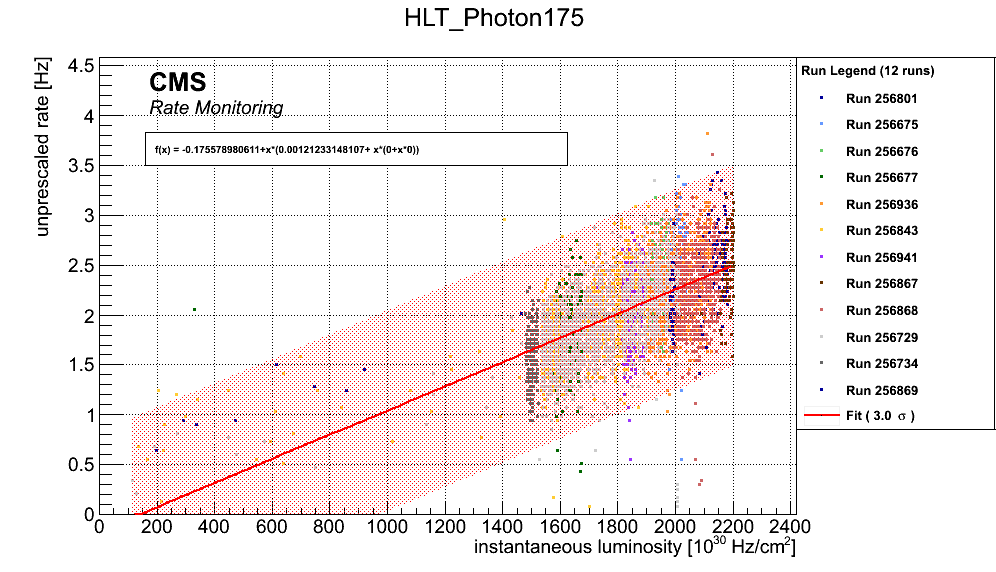 HLT_Photon175
unprescaled rate [Hz]
4.5
4
3.5
3
2.5
2
1.5
1
0.5
0
CMS
Rate Monitoring
f(x) = -0.175578980611+x*(0.00121233148107+ x*(0+x*0))
0 200 400 600 800 1000 1200 1400 1600 1800 2000 2200 2400
instantaneous luminosity [10³⁰ Hz/cm²]
Run Legend (12 runs)
Run 256801
Run 256675
Run 256676
Run 256677
Run 256936
Run 256843
Run 256941
Run 256867
Run 256868
Run 256729
Run 256734
Run 256869
Fit ( 3.0 σ )